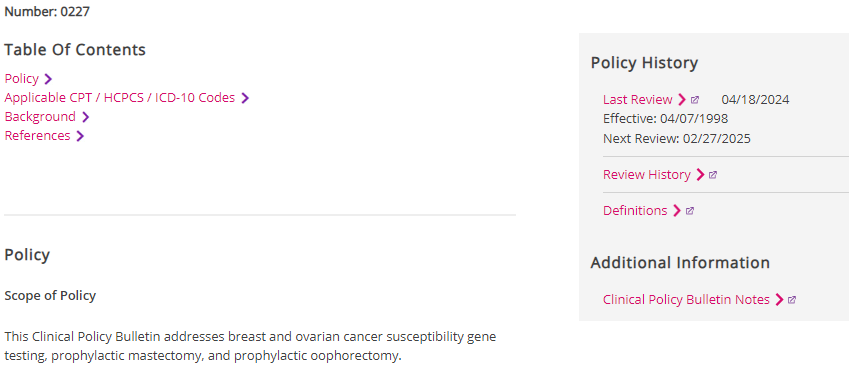 Number: 0227
Table Of Contents
Policy
Applicable CPT / HCPCS / ICD-10 Codes
Background
References
Policy
Scope of Policy
This Clinical Policy Bulletin addresses breast and ovarian cancer susceptibility gene
testing, prophylactic mastectomy, and prophylactic oophorectomy.
Policy History
Last Review 04/18/2024
Effective: 04/07/1998
Next Review: 02/27/2025
Review History
Definitions
Additional Information
Clinical Policy Bulletin Notes